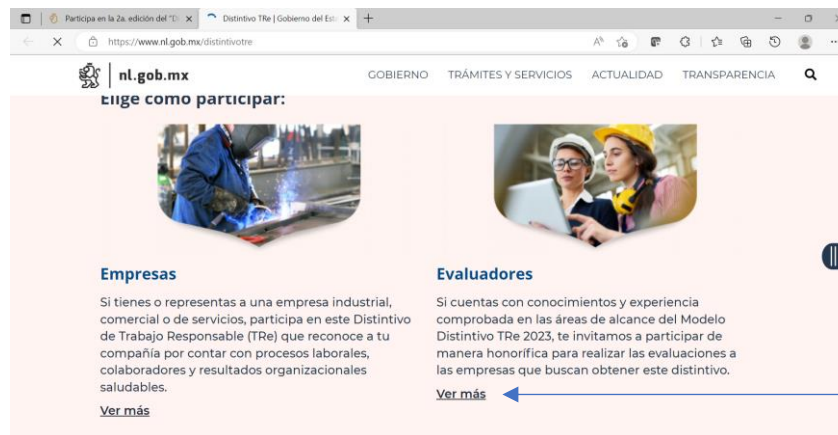 Participa en la 2a. edición del "D
Distintivo TRe | Gobierno del Est
https://www.nl.gob.mx/distintivotre
nl.gob.mx
GOBIERNO
TRÁMITES Y SERVICIOS
ACTUALIDAD
TRANSPARENCIA
Elige cómo participar:
Empresas
Si tienes o representas a una empresa industrial,
comercial o de servicios, participa en este Distintivo
de Trabajo Responsable (TRe) que reconoce a tu
compañía por contar con procesos laborales,
colaboradores y resultados organizacionales
saludables.
Ver más
Evaluadores
Si cuentas con conocimientos y experiencia
comprobada en las áreas de alcance del Modelo
Distintivo TRe 2023, te invitamos a participar de
manera honorífica para realizar las evaluaciones a
las empresas que buscan obtener este distintivo.
Ver más